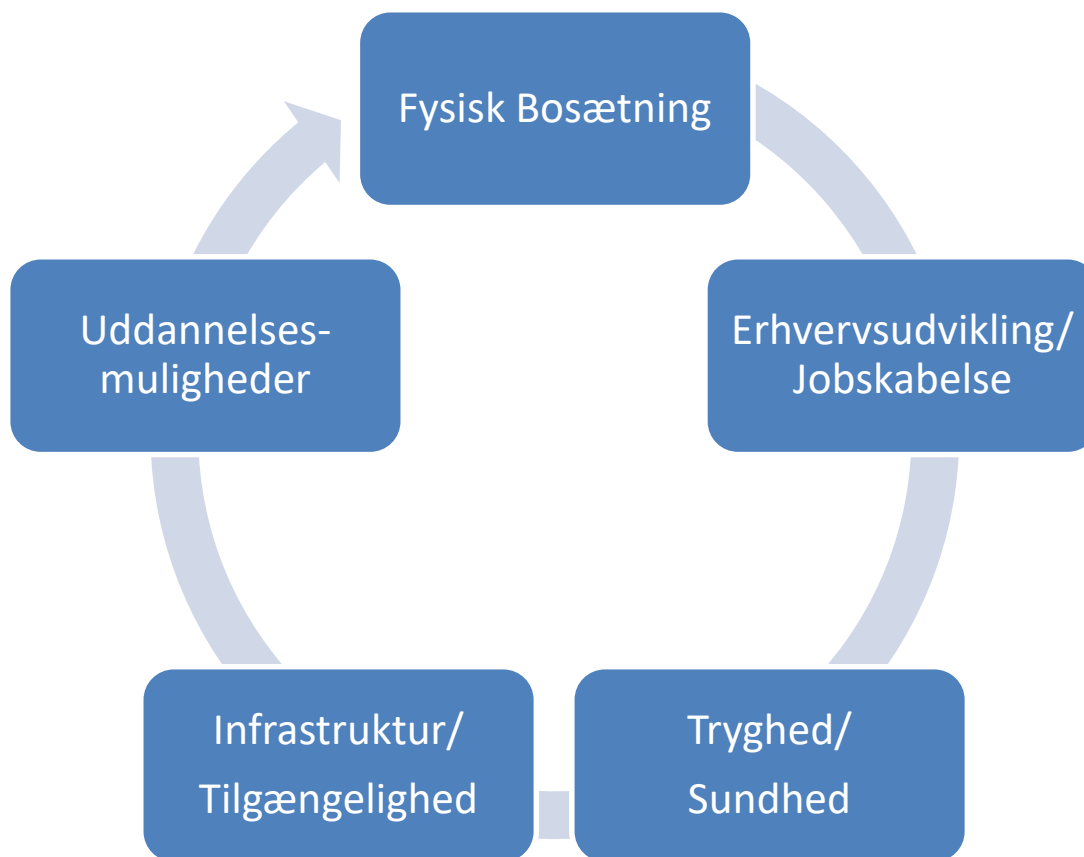 Fysisk Bosætning
Erhvervsudvikling/
Jobskabelse
Tryghed/
Sundhed
Infrastruktur/
Tilgængelighed
Uddannelses-
muligheder